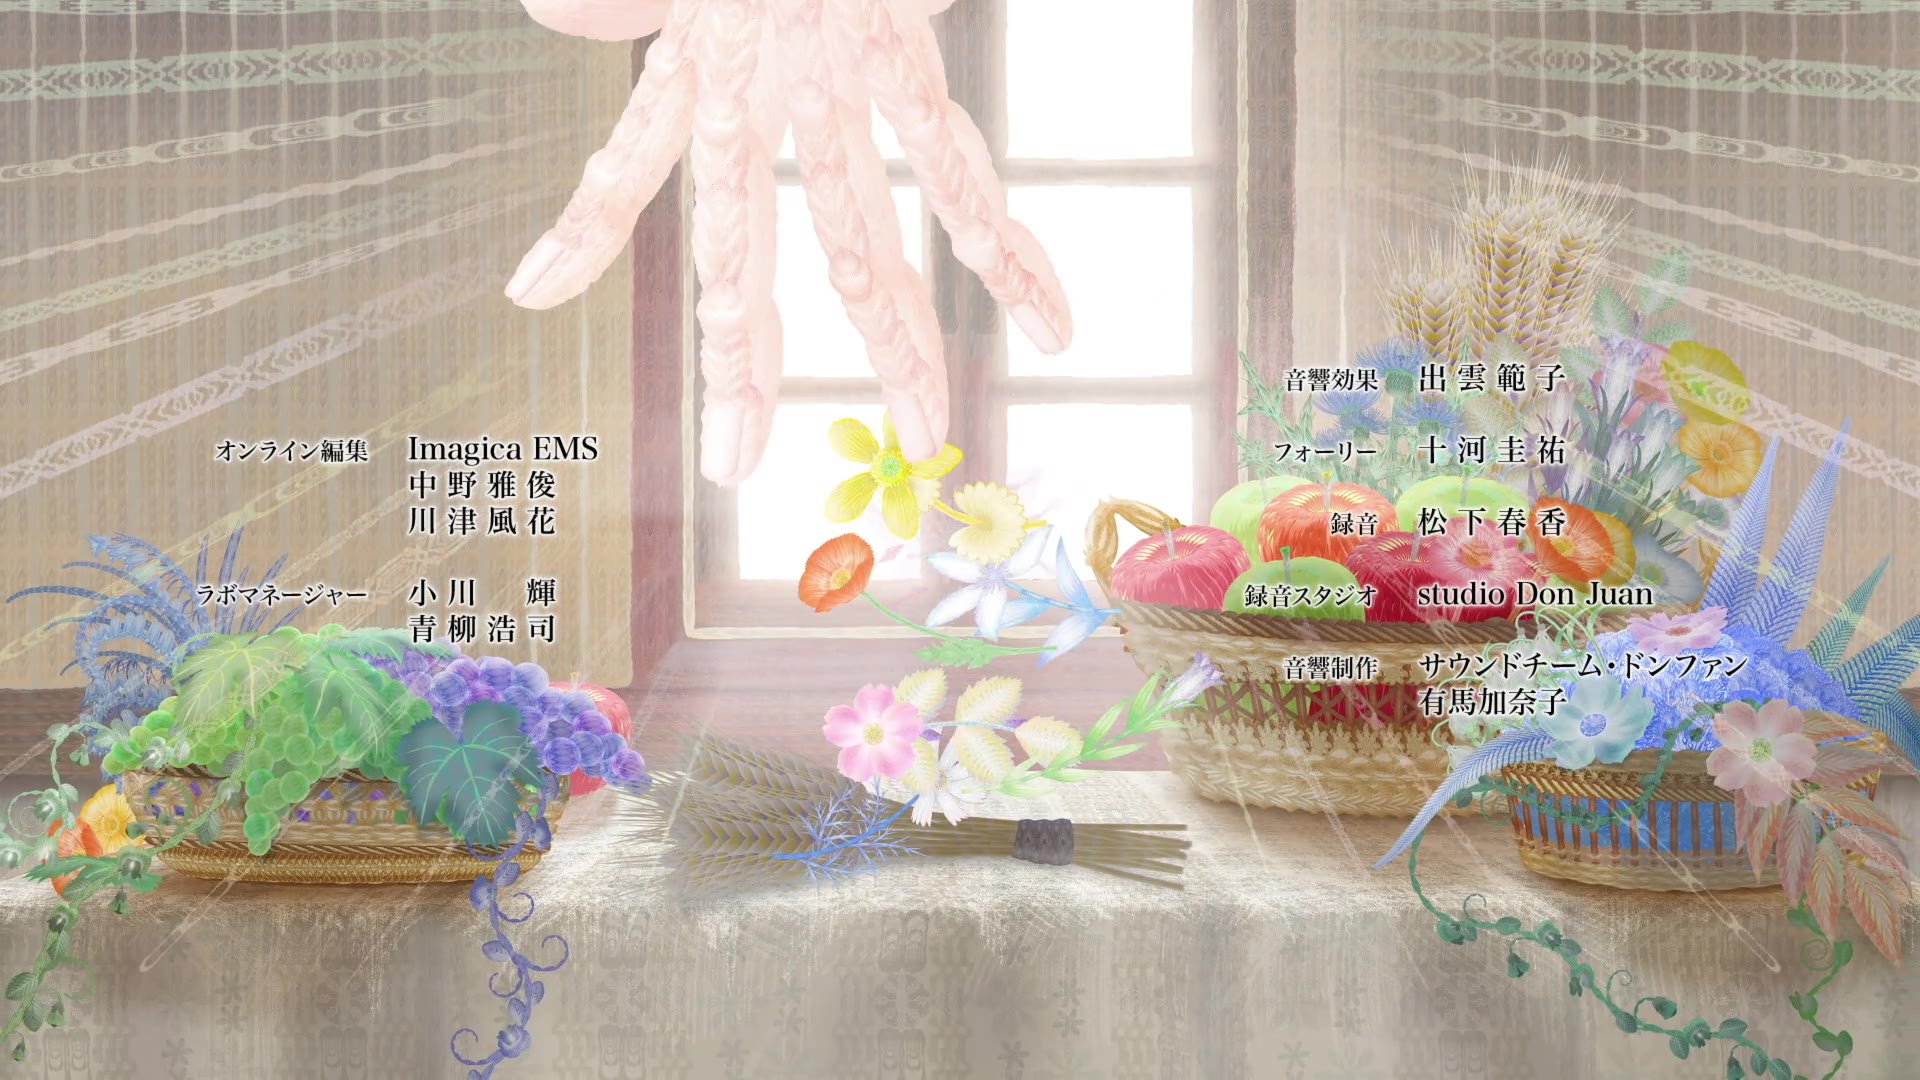 オンライン編集 Imagica EMS
中野雅俊
川津風花
ラボマネージャー 小川 輝
青柳浩司
音響効果 出雲範子
フォーリー 十河圭祐
録音 松下春香
録音スタジオ studio Don Juan
音響制作 サウンドチーム・ドンファン
有馬加奈子